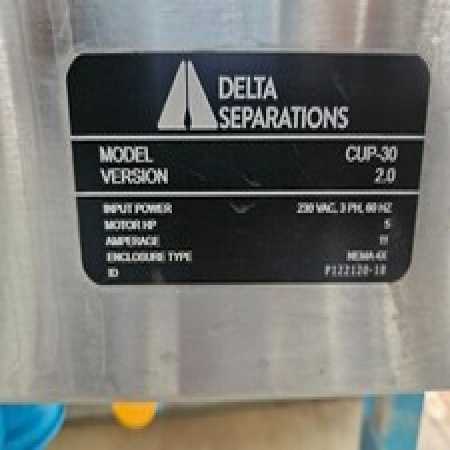 DELTA
SEPARATIONS
MODEL CUP-30
VERSION 2.0
INPUT POWER 230 VAC, 3 PH, 60 HZ
MOTOR HP 5
AMPERAGE 11
ENCLOSURE TYPE NEMA 4X
ID P122120-18